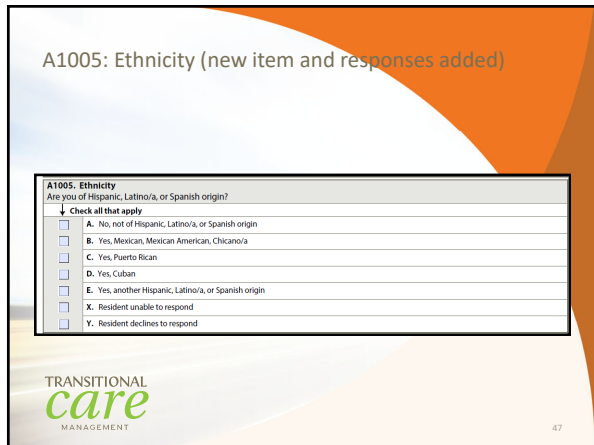 A1005: Ethnicity (new item and responses added)
A1005. Ethnicity
Are you of Hispanic, Latino/a, or Spanish origin?
↓ Check all that apply
A. No, not of Hispanic, Latino/a, or Spanish origin
B. Yes, Mexican, Mexican American, Chicano/a
C. Yes, Puerto Rican
D. Yes, Cuban
E. Yes, another Hispanic, Latino/a, or Spanish origin
X. Resident unable to respond
Y. Resident declines to respond
TRANSITIONAL
care
MANAGEMENT
47